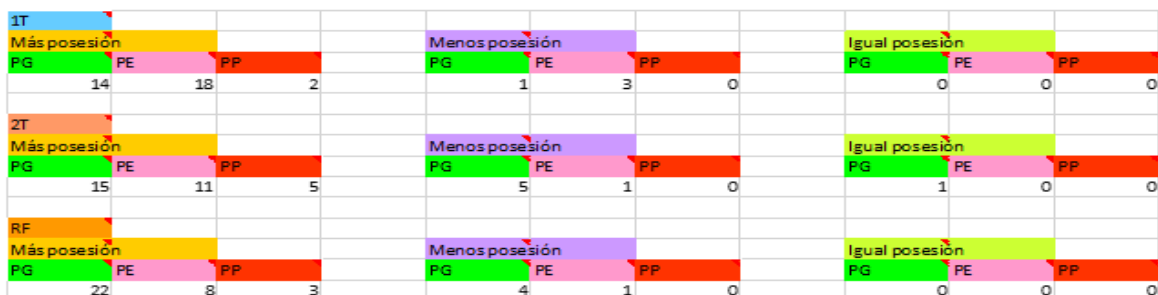 1T
Más posesión Menos posesión Igual posesión
PG PE PP PG PE PP PG PE PP
14 18 2 1 3 0 0 0 0
2T
Más posesión Menos posesión Igual posesión
PG PE PP PG PE PP PG PE PP
15 11 5 5 1 0 1 0 0
RF
Más posesión Menos posesión Igual posesión
PG PE PP PG PE PP PG PE PP
22 8 3 4 1 0 0 0 0